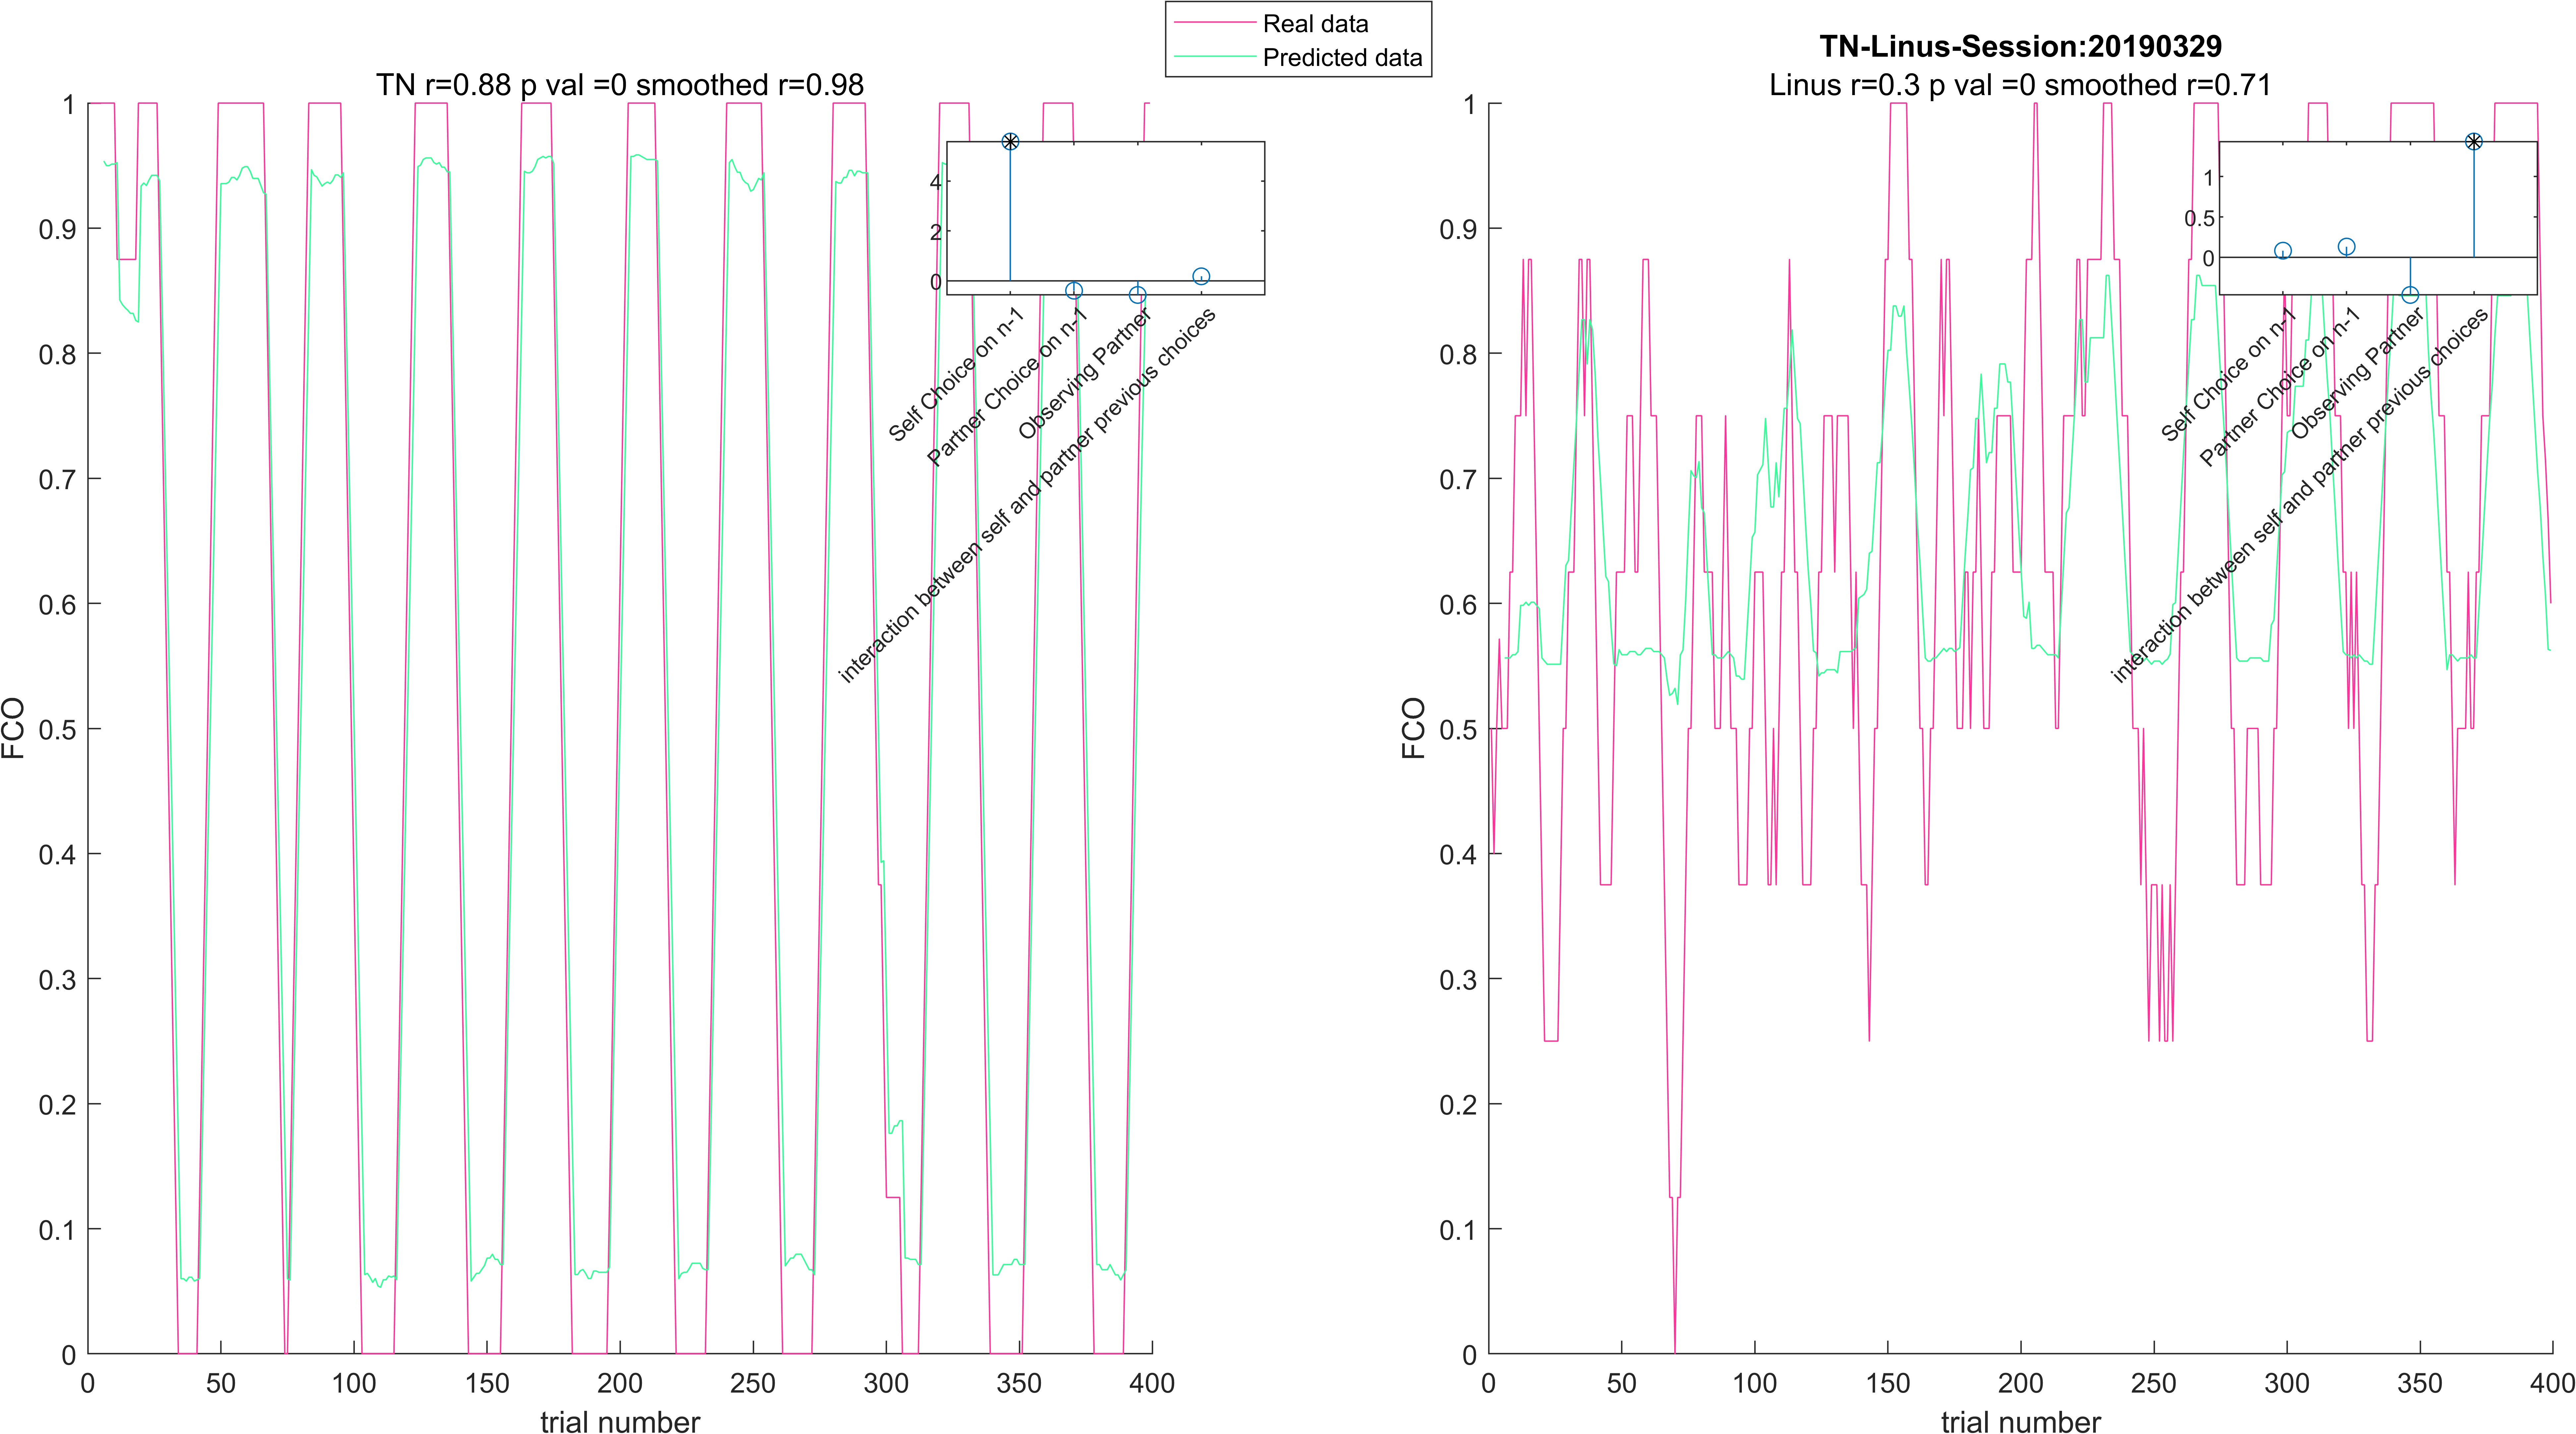 Real data
Predicted data
TN r=0.88 p val =0 smoothed r=0.98
1
0.9
0.8
0.7
0.6
0.5
0.4
0.3
0.2
0.1
0
FCO
0
50
100
150
200
250
300
350
400
trial number
4
2
0
Self Choice on n-1
Partner Choice on n-1
Observing Partner
interaction between self and partner previous choices
TN-Linus-Session:20190329
Linus r=0.3 p val =0 smoothed r=0.71
1
0.9
0.8
0.7
0.6
0.5
0.4
0.3
0.2
0.1
0
FCO
0
50
100
150
200
250
300
350
400
trial number
1
0.5
0
Self Choice on n-1
Partner Choice on n-1
Observing Partner
interaction between self and partner previous choices